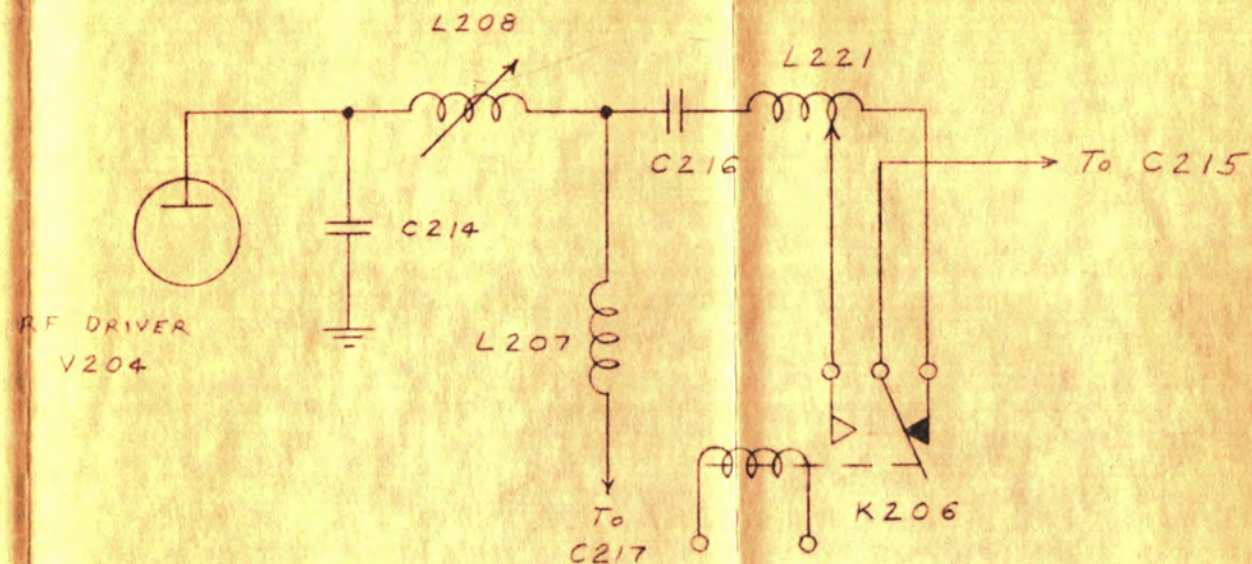 L208
L221
C216
To C215
C214
RF DRIVER
V204
L207
To
C217
K206